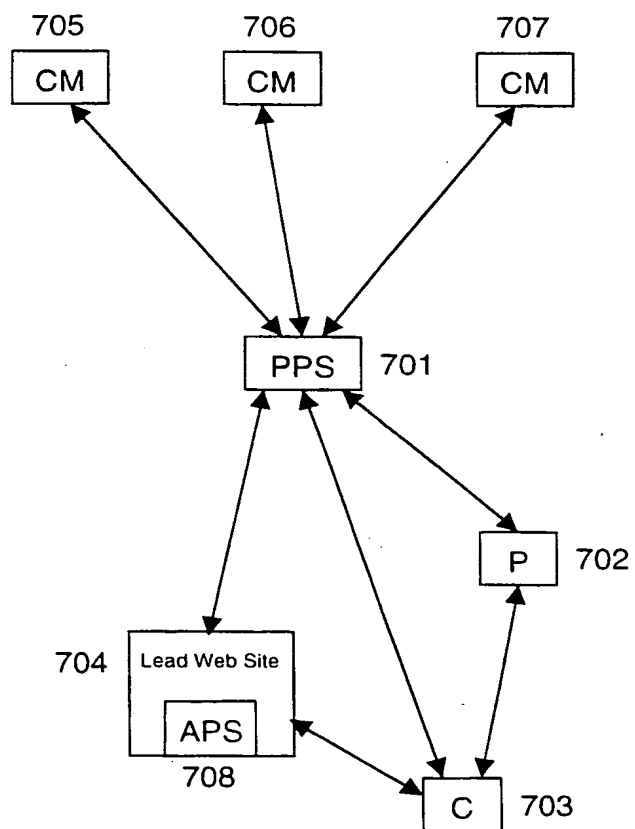 705 706 707
CM CM CM
PPS 701
P 702
704 Lead Web Site
APS
708
C 703